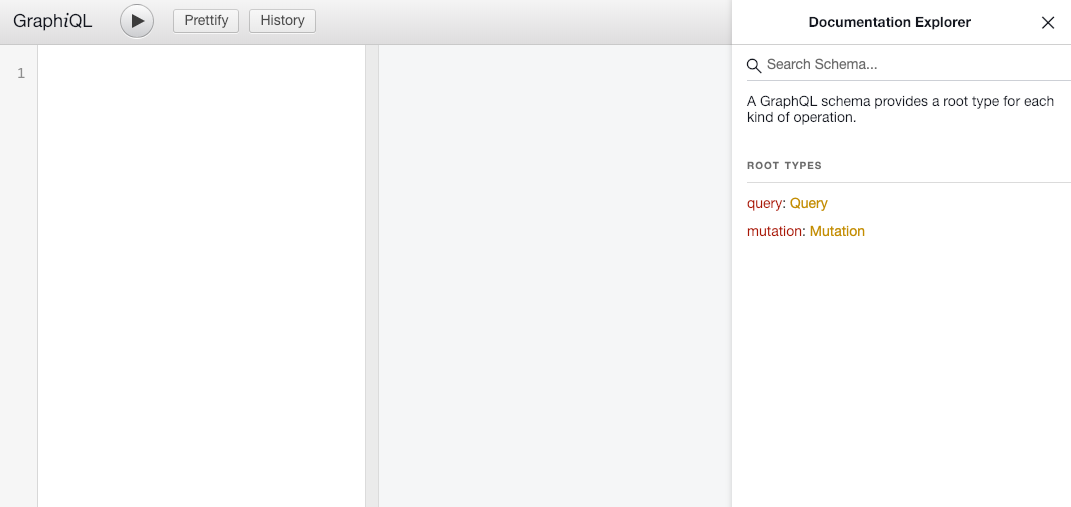 GraphiQL Prettify History
Documentation Explorer
1
Search Schema...
A GraphQL schema provides a root type for each
kind of operation.
ROOT TYPES
query: Query
mutation: Mutation